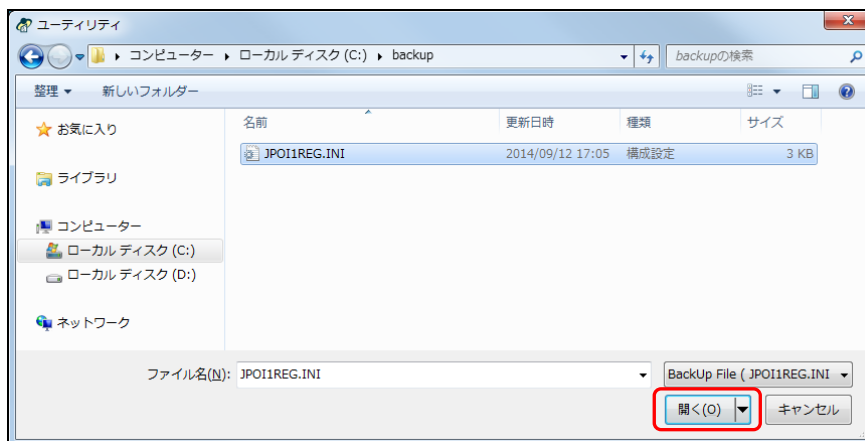 ユーティリティ
コンピューター ▸ ローカル ディスク (C:) ▸ backup
backupの検索
整理 新しいフォルダー
名前 更新日時 種類 サイズ
JPOI1REG.INI 2014/09/12 17:05 構成設定 3 KB
お気に入り
ライブラリ
コンピューター
ローカル ディスク (C:)
ローカル ディスク (D:)
ネットワーク
ファイル名(N): JPOI1REG.INI
BackUp File ( JPOI1REG.INI
開く(O) キャンセル